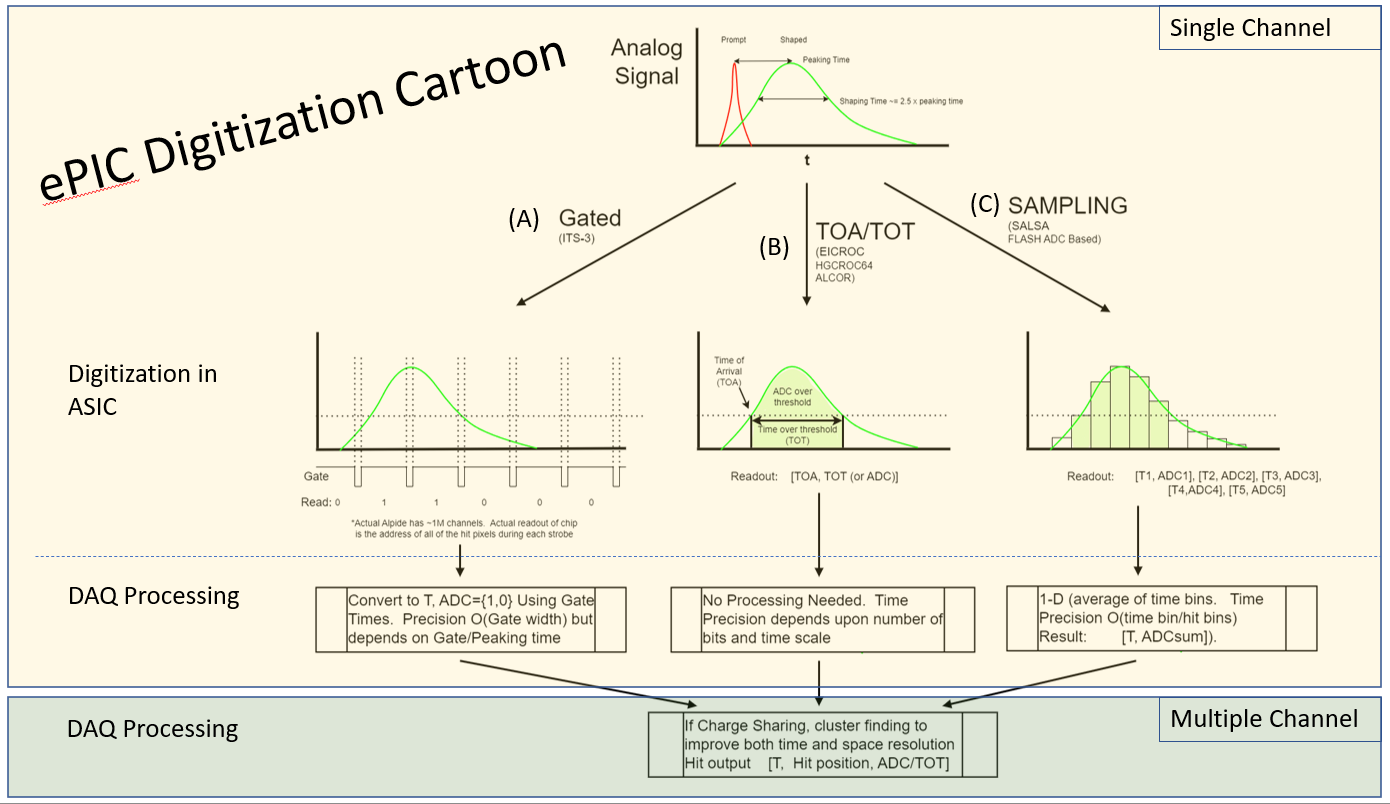 Single Channel
ePIC Digitization Cartoon
Analog
Signal
Prompt
Shaped
Peaking Time
Shaping Time ~= 2.5 x peaking time
t
(A)
Gated
(ITS-3)
(B)
TOA/TOT
(EICROC
HGCROC64
ALCOR)
(C)
SAMPLING
(SALSA
FLASH ADC Based)
Digitization in
ASIC
Gate
Read: 0 1 1 0 0 0
*Actual Alpide has ~1M channels. Actual readout of chip
is the address of all of the hit pixels during each strobe
Time of
Arrival
(TOA)
ADC over
threshold
Time over threshold
(TOT)
Readout: [TOA, TOT (or ADC)]
Readout: [T1, ADC1], [T2, ADC2], [T3, ADC3],
[T4,ADC4], [T5, ADC5]
DAQ Processing
Convert to T, ADC={1,0} Using Gate
Times. Precision O(Gate width) but
depends on Gate/Peaking time
No Processing Needed. Time
Precision depends upon number of
bits and time scale
1-D (average of time bins. Time
Precision O(time bin/hit bins)
Result: [T, ADCsum]).
Multiple Channel
DAQ Processing
If Charge Sharing, cluster finding to
improve both time and space resolution
Hit output [T, Hit position, ADC/TOT]